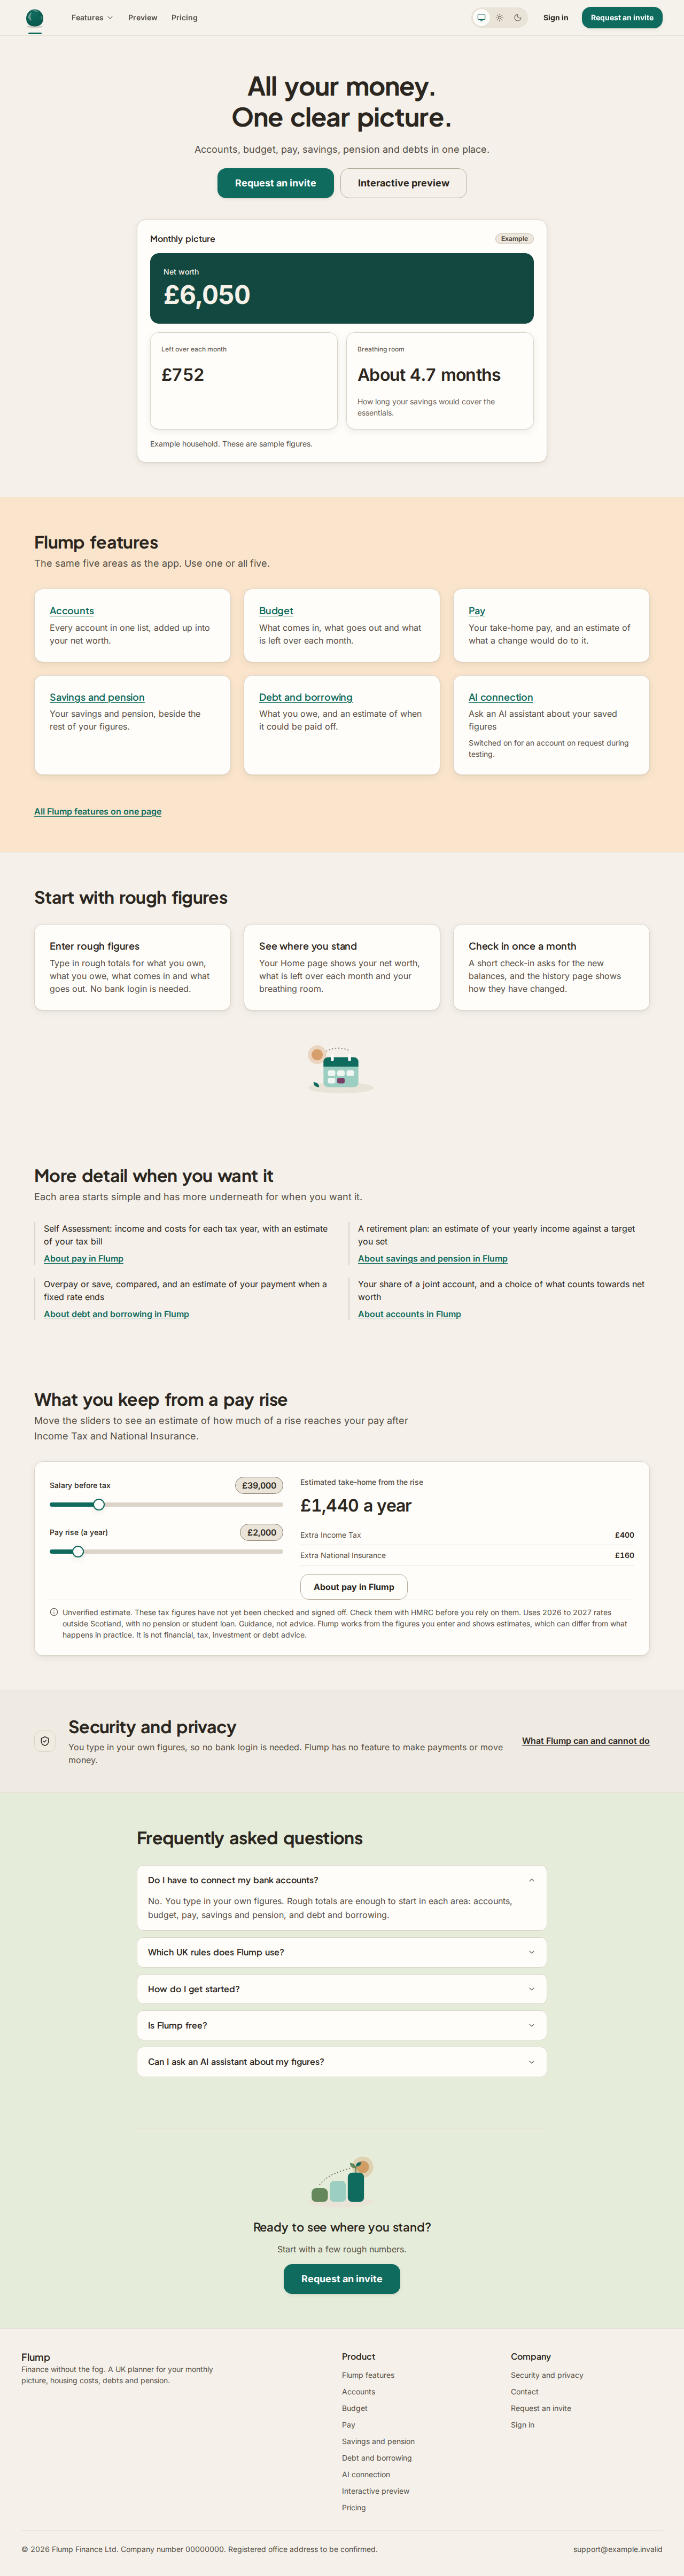 Features
Preview
Pricing
Sign in
Request an invite
All your money.
One clear picture.
Accounts, budget, pay, savings, pension and debts in one place.
Request an invite
Interactive preview
Monthly picture
Example
Net worth
£6,050
Left over each month
£752
Breathing room
About 4.7 months
How long your savings would cover the
essentials.
Example household. These are sample figures.
Flump features
The same five areas as the app. Use one or all five.
Accounts
Every account in one list, added up into
your net worth.
Budget
What comes in, what goes out and what
is left over each month.
Pay
Your take-home pay, and an estimate of
what a change would do to it.
Savings and pension
Your savings and pension, beside the
rest of your figures.
Debt and borrowing
What you owe, and an estimate of when
it could be paid off.
AI connection
Ask an AI assistant about your saved
figures
Switched on for an account on request during
testing.
All Flump features on one page
Start with rough figures
Enter rough figures
Type in rough totals for what you own,
what you owe, what comes in and what
goes out. No bank login is needed.
See where you stand
Your Home page shows your net worth,
what is left over each month and your
breathing room.
Check in once a month
A short check-in asks for the new
balances, and the history page shows
how they have changed.
More detail when you want it
Each area starts simple and has more underneath for when you want it.
Self Assessment: income and costs for each tax year, with an estimate
of your tax bill
About pay in Flump
A retirement plan: an estimate of your yearly income against a target
you set
About savings and pension in Flump
Overpay or save, compared, and an estimate of your payment when a
fixed rate ends
About debt and borrowing in Flump
Your share of a joint account, and a choice of what counts towards net
worth
About accounts in Flump
What you keep from a pay rise
Move the sliders to see an estimate of how much of a rise reaches your pay after
Income Tax and National Insurance.
Salary before tax
£39,000
Pay rise (a year)
£2,000
Estimated take-home from the rise
£1,440 a year
Extra Income Tax
£400
Extra National Insurance
£160
About pay in Flump
Unverified estimate. These tax figures have not yet been checked and signed off. Check them with HMRC before you rely on them. Uses 2026 to 2027 rates
outside Scotland, with no pension or student loan. Guidance, not advice. Flump works from the figures you enter and shows estimates, which can differ from what
happens in practice. It is not financial, tax, investment or debt advice.
Security and privacy
You type in your own figures, so no bank login is needed. Flump has no feature to make payments or move
money.
What Flump can and cannot do
Frequently asked questions
Do I have to connect my bank accounts?
No. You type in your own figures. Rough totals are enough to start in each area: accounts,
budget, pay, savings and pension, and debt and borrowing.
Which UK rules does Flump use?
How do I get started?
Is Flump free?
Can I ask an AI assistant about my figures?
Ready to see where you stand?
Start with a few rough numbers.
Request an invite
Flump
Finance without the fog. A UK planner for your monthly
picture, housing costs, debts and pension.
Product
Flump features
Accounts
Budget
Pay
Savings and pension
Debt and borrowing
AI connection
Interactive preview
Pricing
Company
Security and privacy
Contact
Request an invite
Sign in
© 2026 Flump Finance Ltd. Company number 00000000. Registered office address to be confirmed.
support@example.invalid